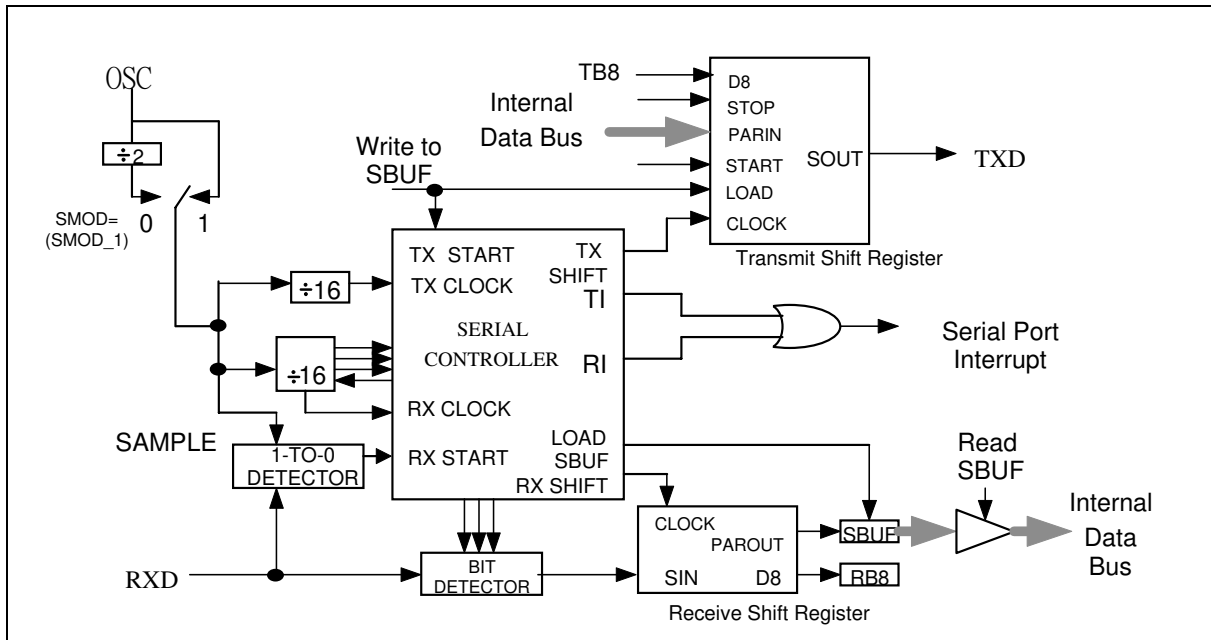 OSC
÷2
SMOD=
(SMOD_1)
0
1
Write to
SBUF
TB8
Internal
Data Bus
D8
STOP
PARIN
START
LOAD
CLOCK
SOUT
TXD
Transmit Shift Register
÷16
÷16
TX START
TX CLOCK
SERIAL
CONTROLLER
RX CLOCK
RX START
TX
SHIFT
TI
RI
LOAD
SBUF
RX SHIFT
Serial Port
Interrupt
SAMPLE
1-TO-0
DETECTOR
RXD
BIT
DETECTOR
CLOCK
PAROUT
SIN
D8
Receive Shift Register
SBUF
RB8
Read
SBUF
Internal
Data
Bus